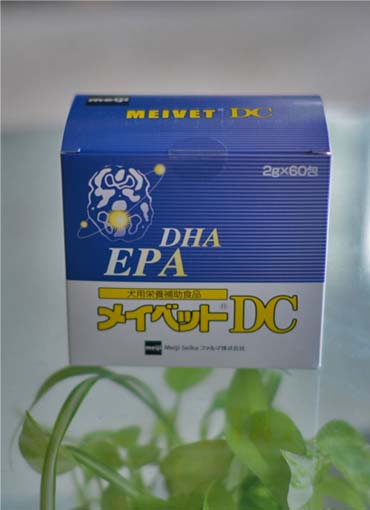 meiji
MEIVET® DC
2g×60包
DHA
EPA
犬用栄養補助食品
メイベット®DC
meiji Meiji Seika ファルマ株式会社